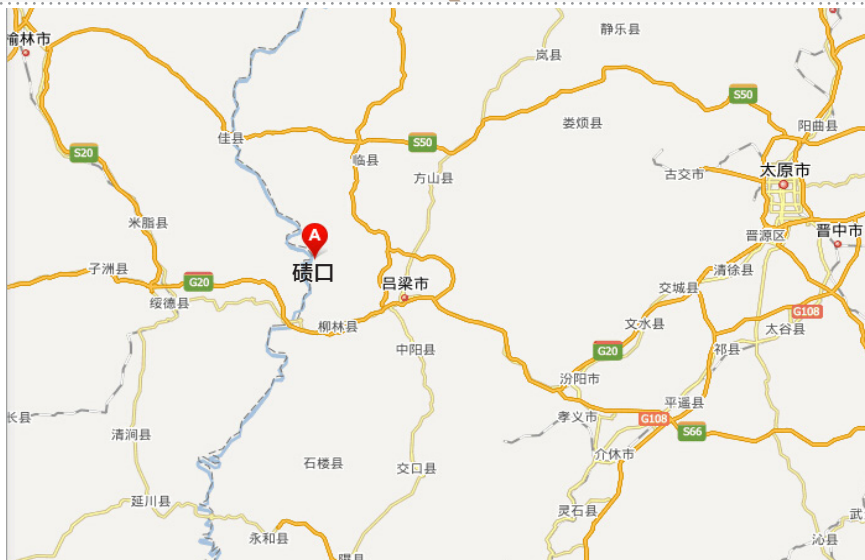 榆林市
静乐县
岚县
S50
娄烦县
阳曲县
佳县
S50
S20
临县
方山县
古交市
太原市
米脂县
A
晋源区
晋中市
碛口
子洲县
G20
吕梁市
清徐县
交城县
绥德县
柳林县
文水县
G108
太谷县
中阳县
G20
祁县
汾阳市
平遥县
长县
孝义市
G108
S66
清涧县
介休市
石楼县
交口县
延川县
灵石县
武
永和县
沁县
隰县